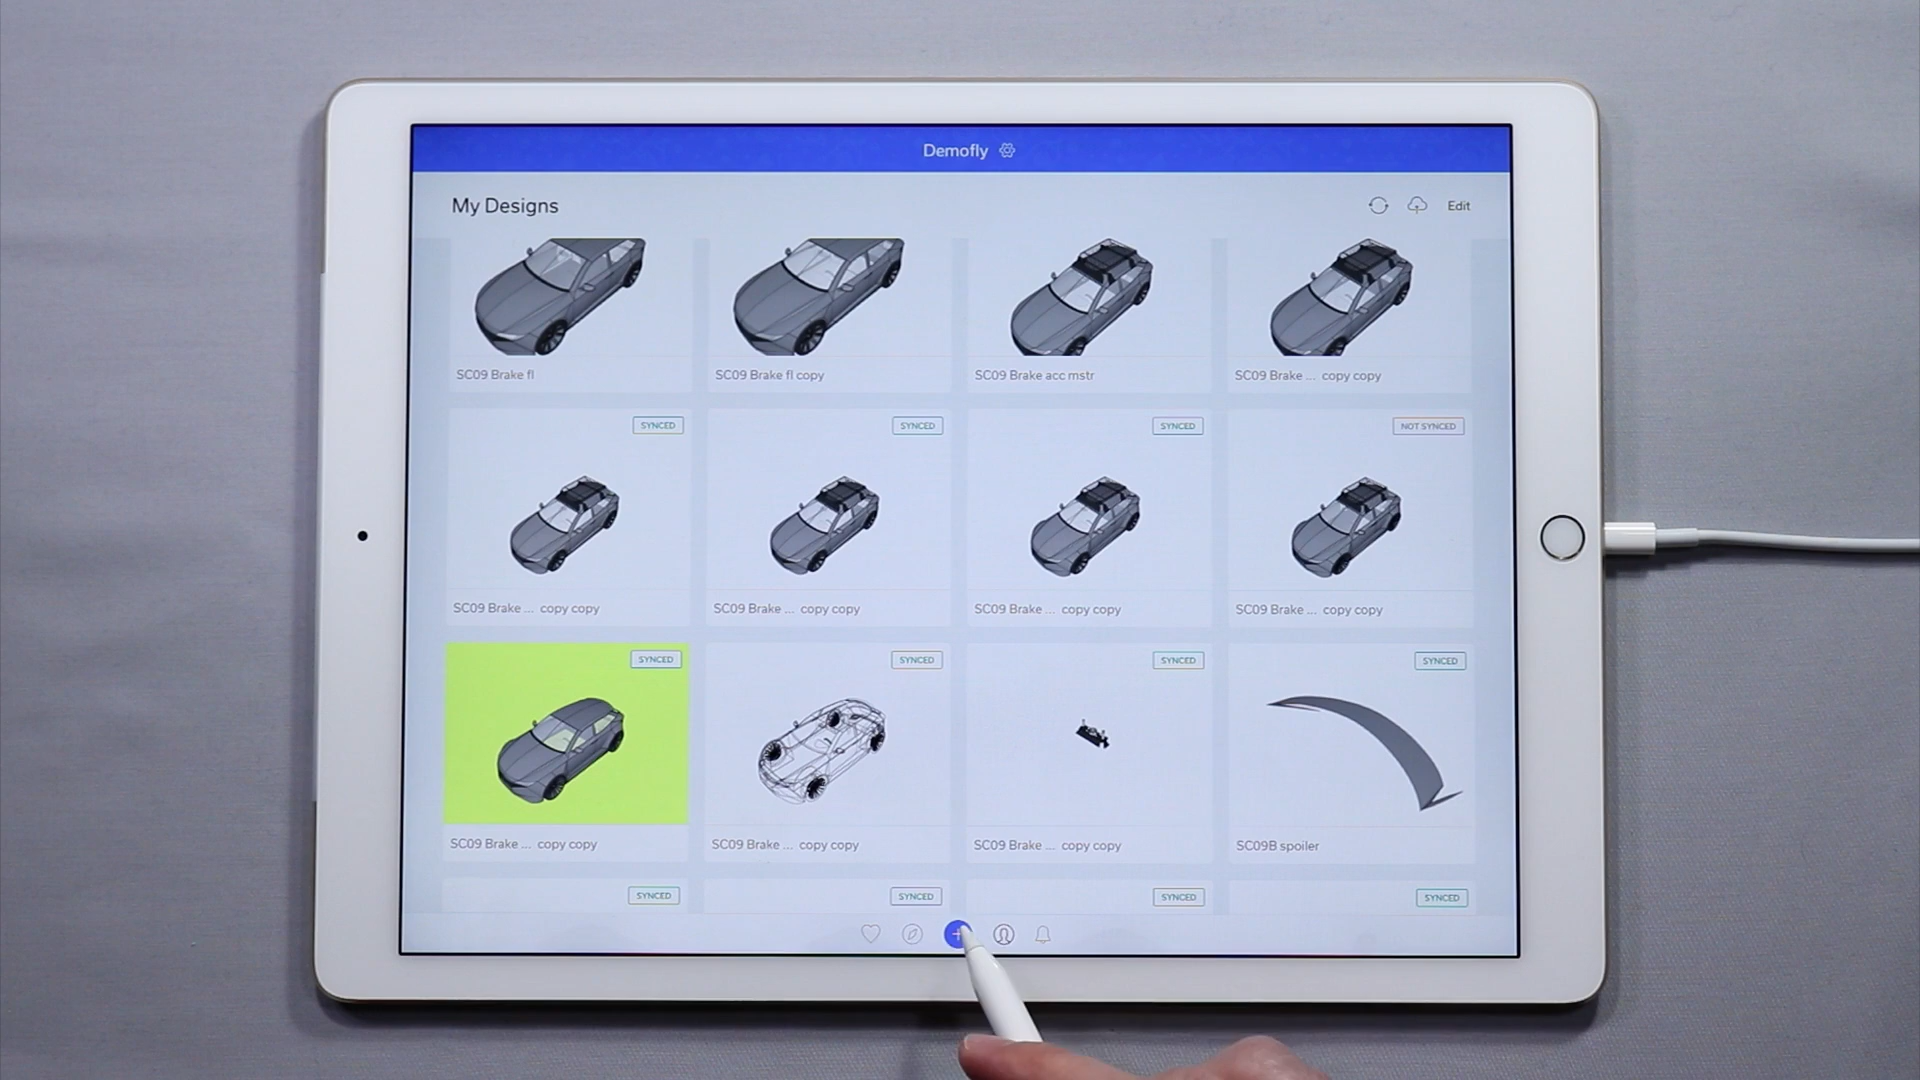 Demofly
My Designs
Edit
SC09 Brake fl
SC09 Brake fl copy
SC09 Brake acc mstr
SC09 Brake ... copy copy
SYNCED
SYNCED
SYNCED
NOT SYNCED
SC09 Brake ... copy copy
SC09 Brake ... copy copy
SC09 Brake ... copy copy
SC09 Brake ... copy copy
SYNCED
SYNCED
SYNCED
SYNCED
SC09 Brake ... copy copy
SC09 Brake ... copy copy
SC09 Brake ... copy copy
SC09B spoiler
SYNCED
SYNCED
SYNCED
SYNCED